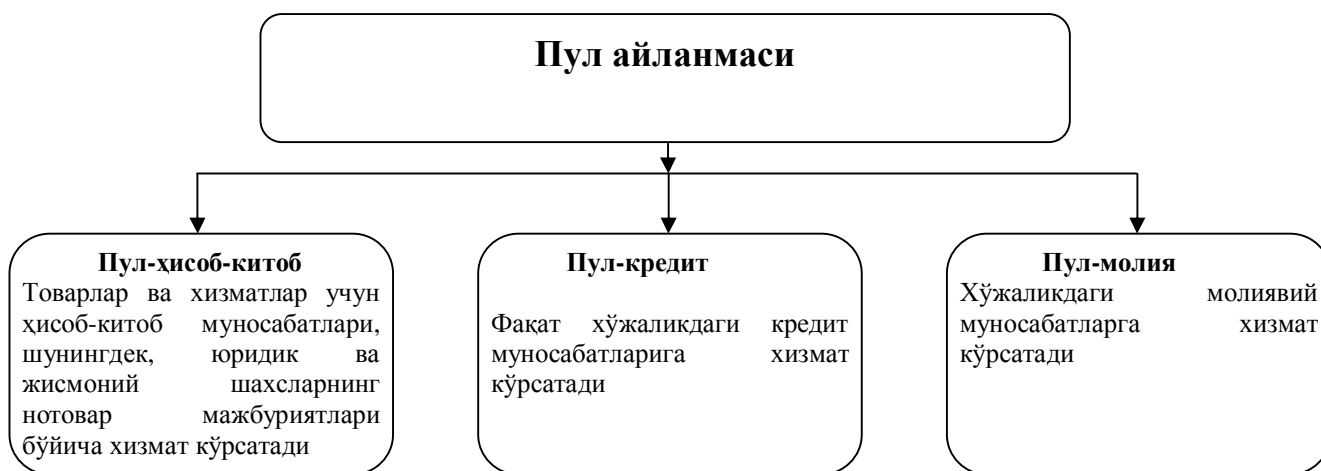 Пул айланмаси
Пул-ҳисоб-китоб
Товарлар ва хизматлар учун
ҳисоб-китоб муносабатлари,
шунингдек, юридик ва
жисмоний шахсларнинг
нотовар мажбуриятлари
бўйича хизмат кўрсатади
Пул-кредит
Фақат хўжаликдаги кредит
муносабатларига хизмат
кўрсатади
Пул-молия
Хўжаликдаги молиявий
муносабатларга хизмат
кўрсатади